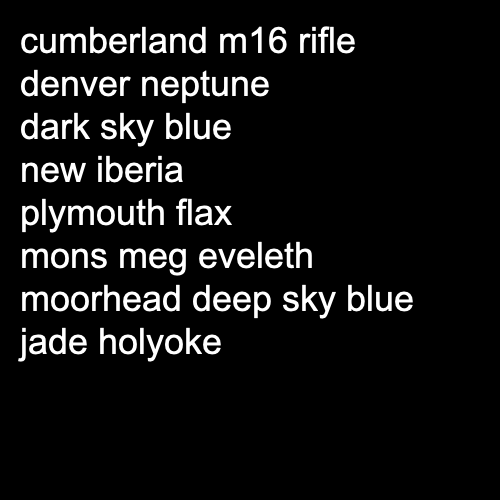 cumberland m16 rifle
denver neptune
dark sky blue
new iberia
plymouth flax
mons meg eveleth
moorhead deep sky blue
jade holyoke